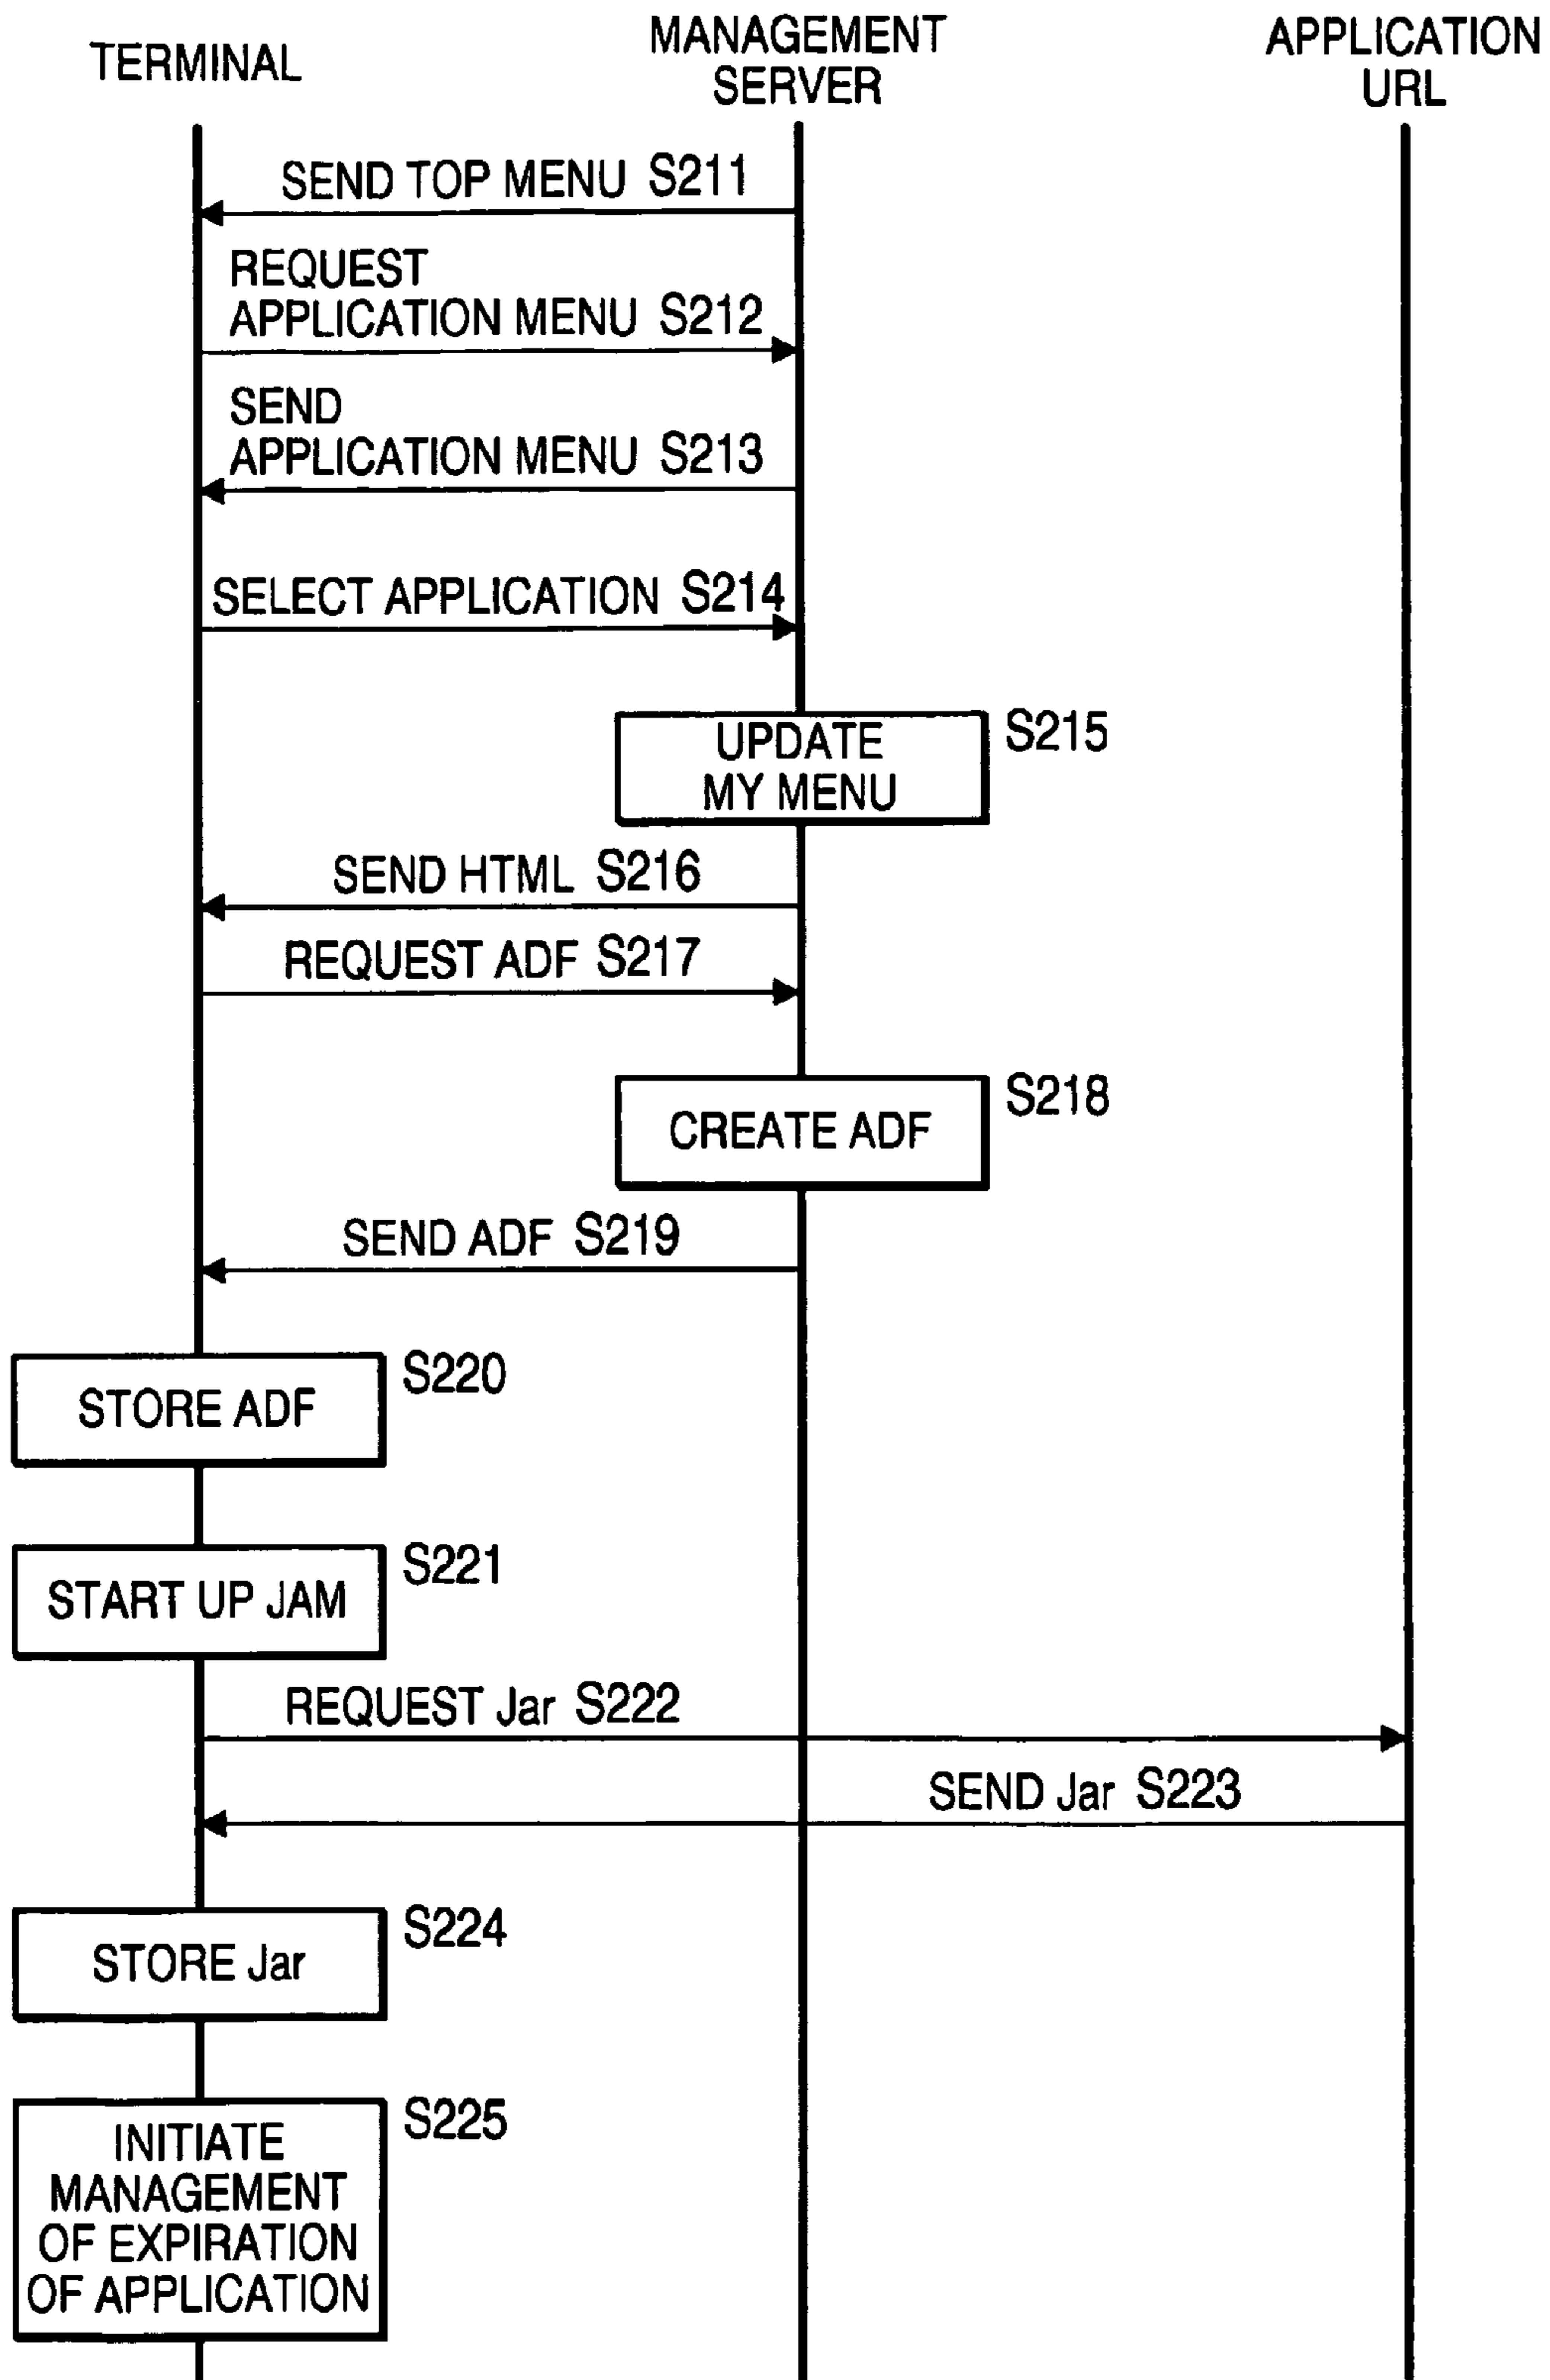 TERMINAL
MANAGEMENT
SERVER
APPLICATION
URL
SEND TOP MENU S211
REQUEST
APPLICATION MENU S212
SEND
APPLICATION MENU S213
SELECT APPLICATION S214
UPDATE
MY MENU
S215
SEND HTML S216
REQUEST ADF S217
CREATE ADF
S218
SEND ADF S219
STORE ADF
S220
START UP JAM
S221
REQUEST Jar S222
SEND Jar S223
STORE Jar
S224
INITIATE
MANAGEMENT
OF EXPIRATION
OF APPLICATION
S225